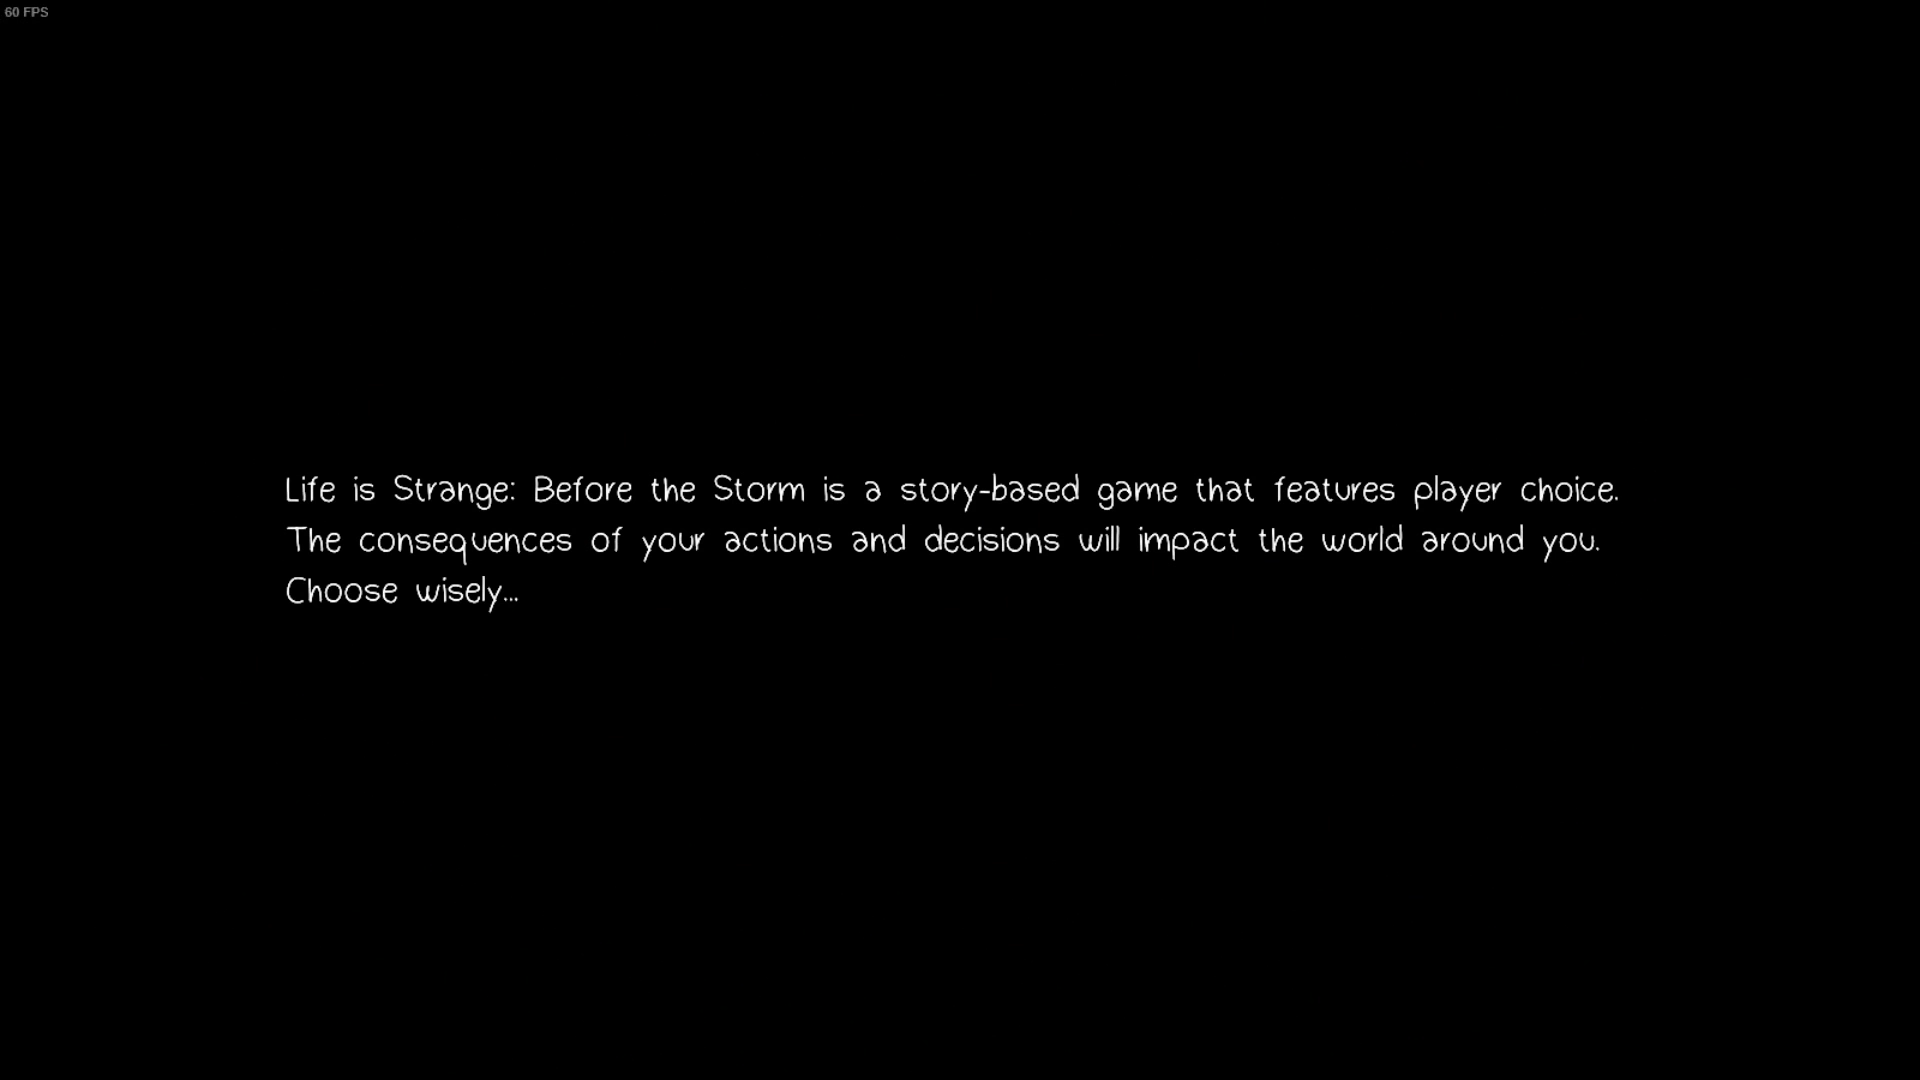 60 FPS
Life is Strange: Before the Storm is a story-based game that features player choice.
The consequences of your actions and decisions will impact the world around you.
Choose wisely...